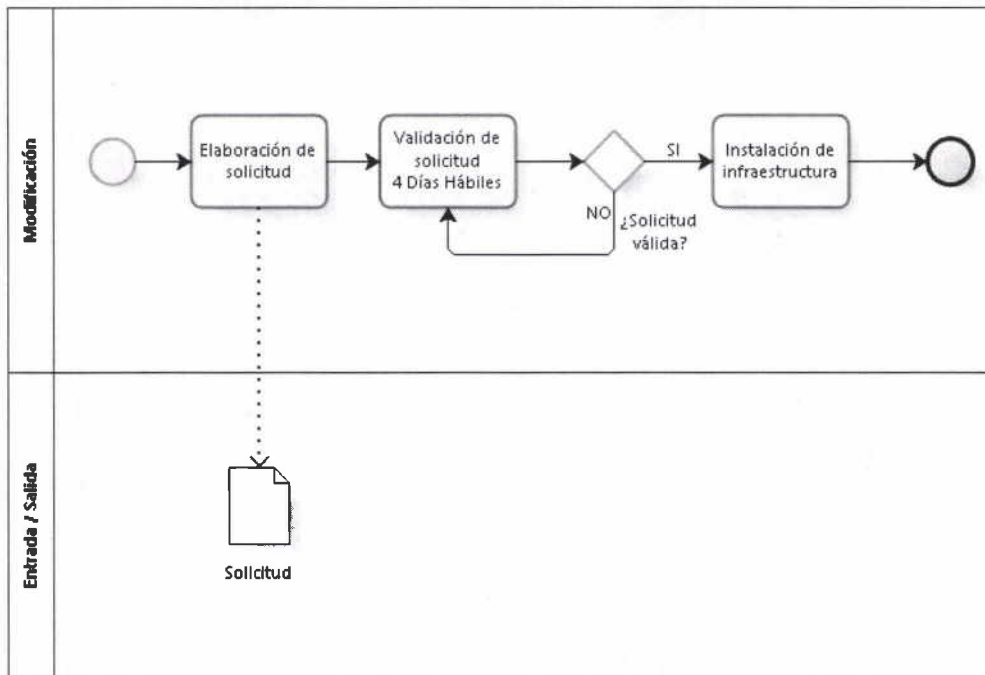 Modificación
Elaboración de
solicitud
Validación de
solicitud
4 Días Hábiles
SI
NO
¿Solicitud
válida?
Instalación de
infraestructura
Entrada / Salida
Solicitud